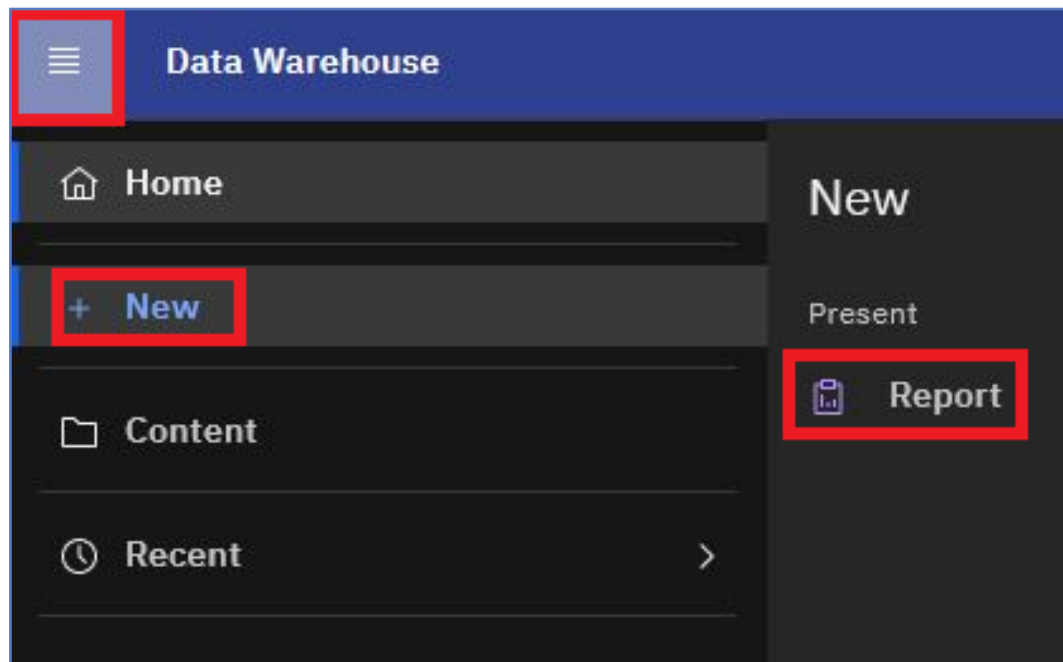 Data Warehouse
Home
New
Content
Recent
New
Present
Report